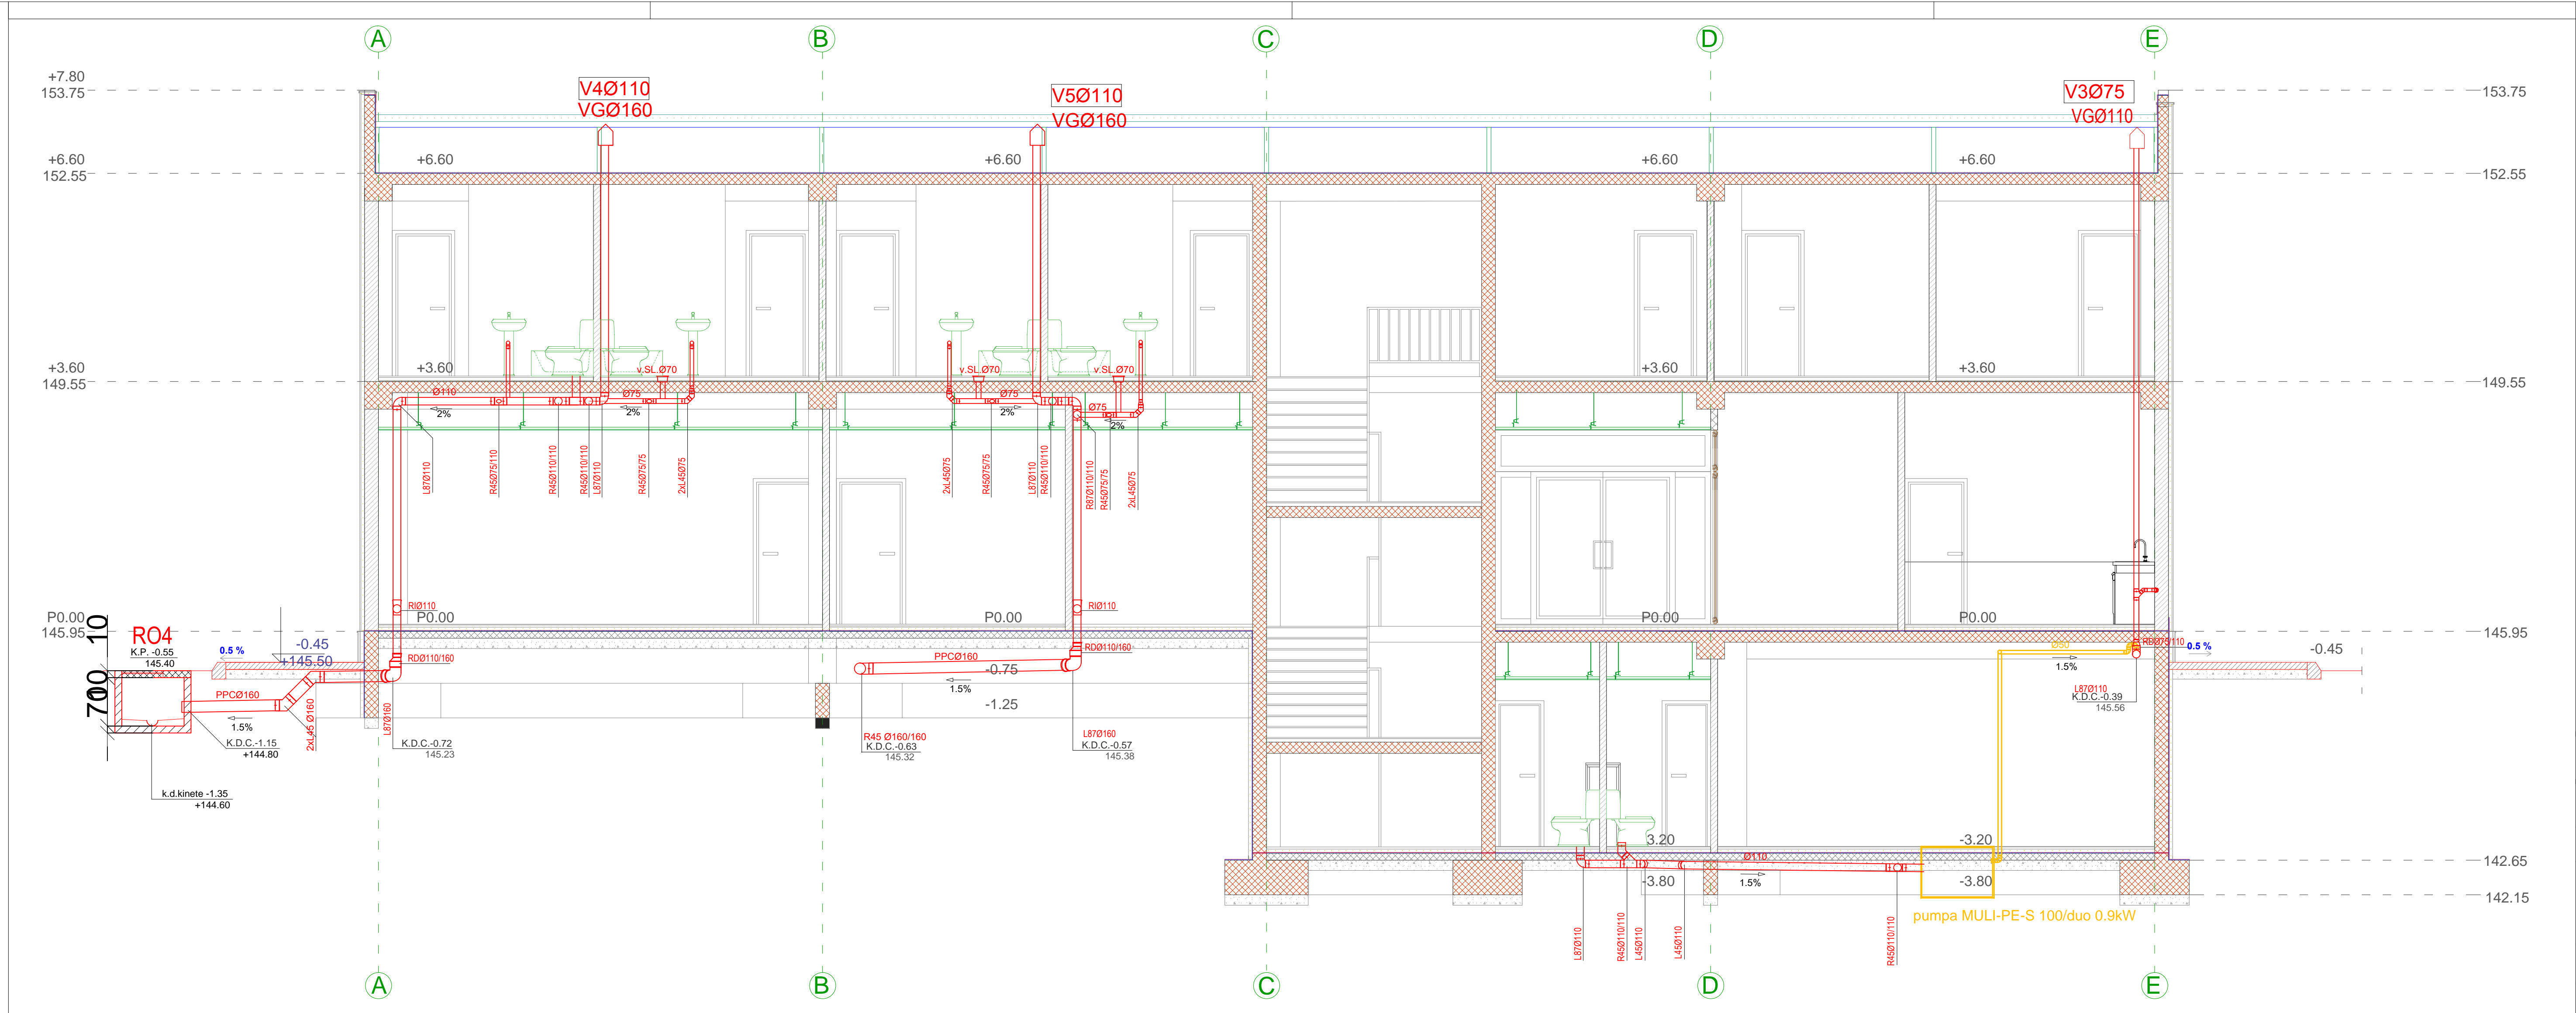 A
B
C
D
E
+7.80
153.75
V4Ø110
VGØ160
V5Ø110
VGØ160
V3Ø75
VGØ110
153.75
+6.60
152.55
+6.60
+6.60
+6.60
+6.60
152.55
+3.60
149.55
+3.60
v.SL.Ø70
v.SL.Ø70
v.SL.Ø70
+3.60
+3.60
149.55
Ø110
2%
2%
Ø75
2%
Ø75
2%
L87Ø110
R45Ø75/110
R45Ø110/110
R45Ø110/110
L87Ø110
R45Ø75/75
2xL45Ø75
2xL45Ø75
R45Ø75/75
L87Ø110
R45Ø110/110
R87Ø110/110
R45Ø75/75
2xL45Ø75
RIØ110
RIØ110
P0.00
145.95
P0.00
P0.00
P0.00
P0.00
145.95
10
700
RO4
K.P. -0.55
145.40
0.5 %
-0.45
+145.50
RDØ110/160
RDØ110/160
PPCØ160
-0.75
1.5%
-1.25
Ø50
1.5%
RDØ75/110
0.5 %
-0.45
L87Ø110
K.D.C.-0.39
145.56
PPCØ160
1.5%
2xL45 Ø160
L87Ø160
K.D.C.-1.15
+144.80
K.D.C.-0.72
145.23
R45 Ø160/160
K.D.C.-0.63
145.32
L87Ø160
K.D.C.-0.57
145.38
k.d.kinete -1.35
+144.60
3.20
-3.20
142.65
Ø110
1.5%
-3.80
-3.80
142.15
pumpa MULI-PE-S 100/duo 0.9kW
L87Ø110
R45Ø110/110
L45Ø110
L45Ø110
R45Ø110/110
A
B
C
D
E